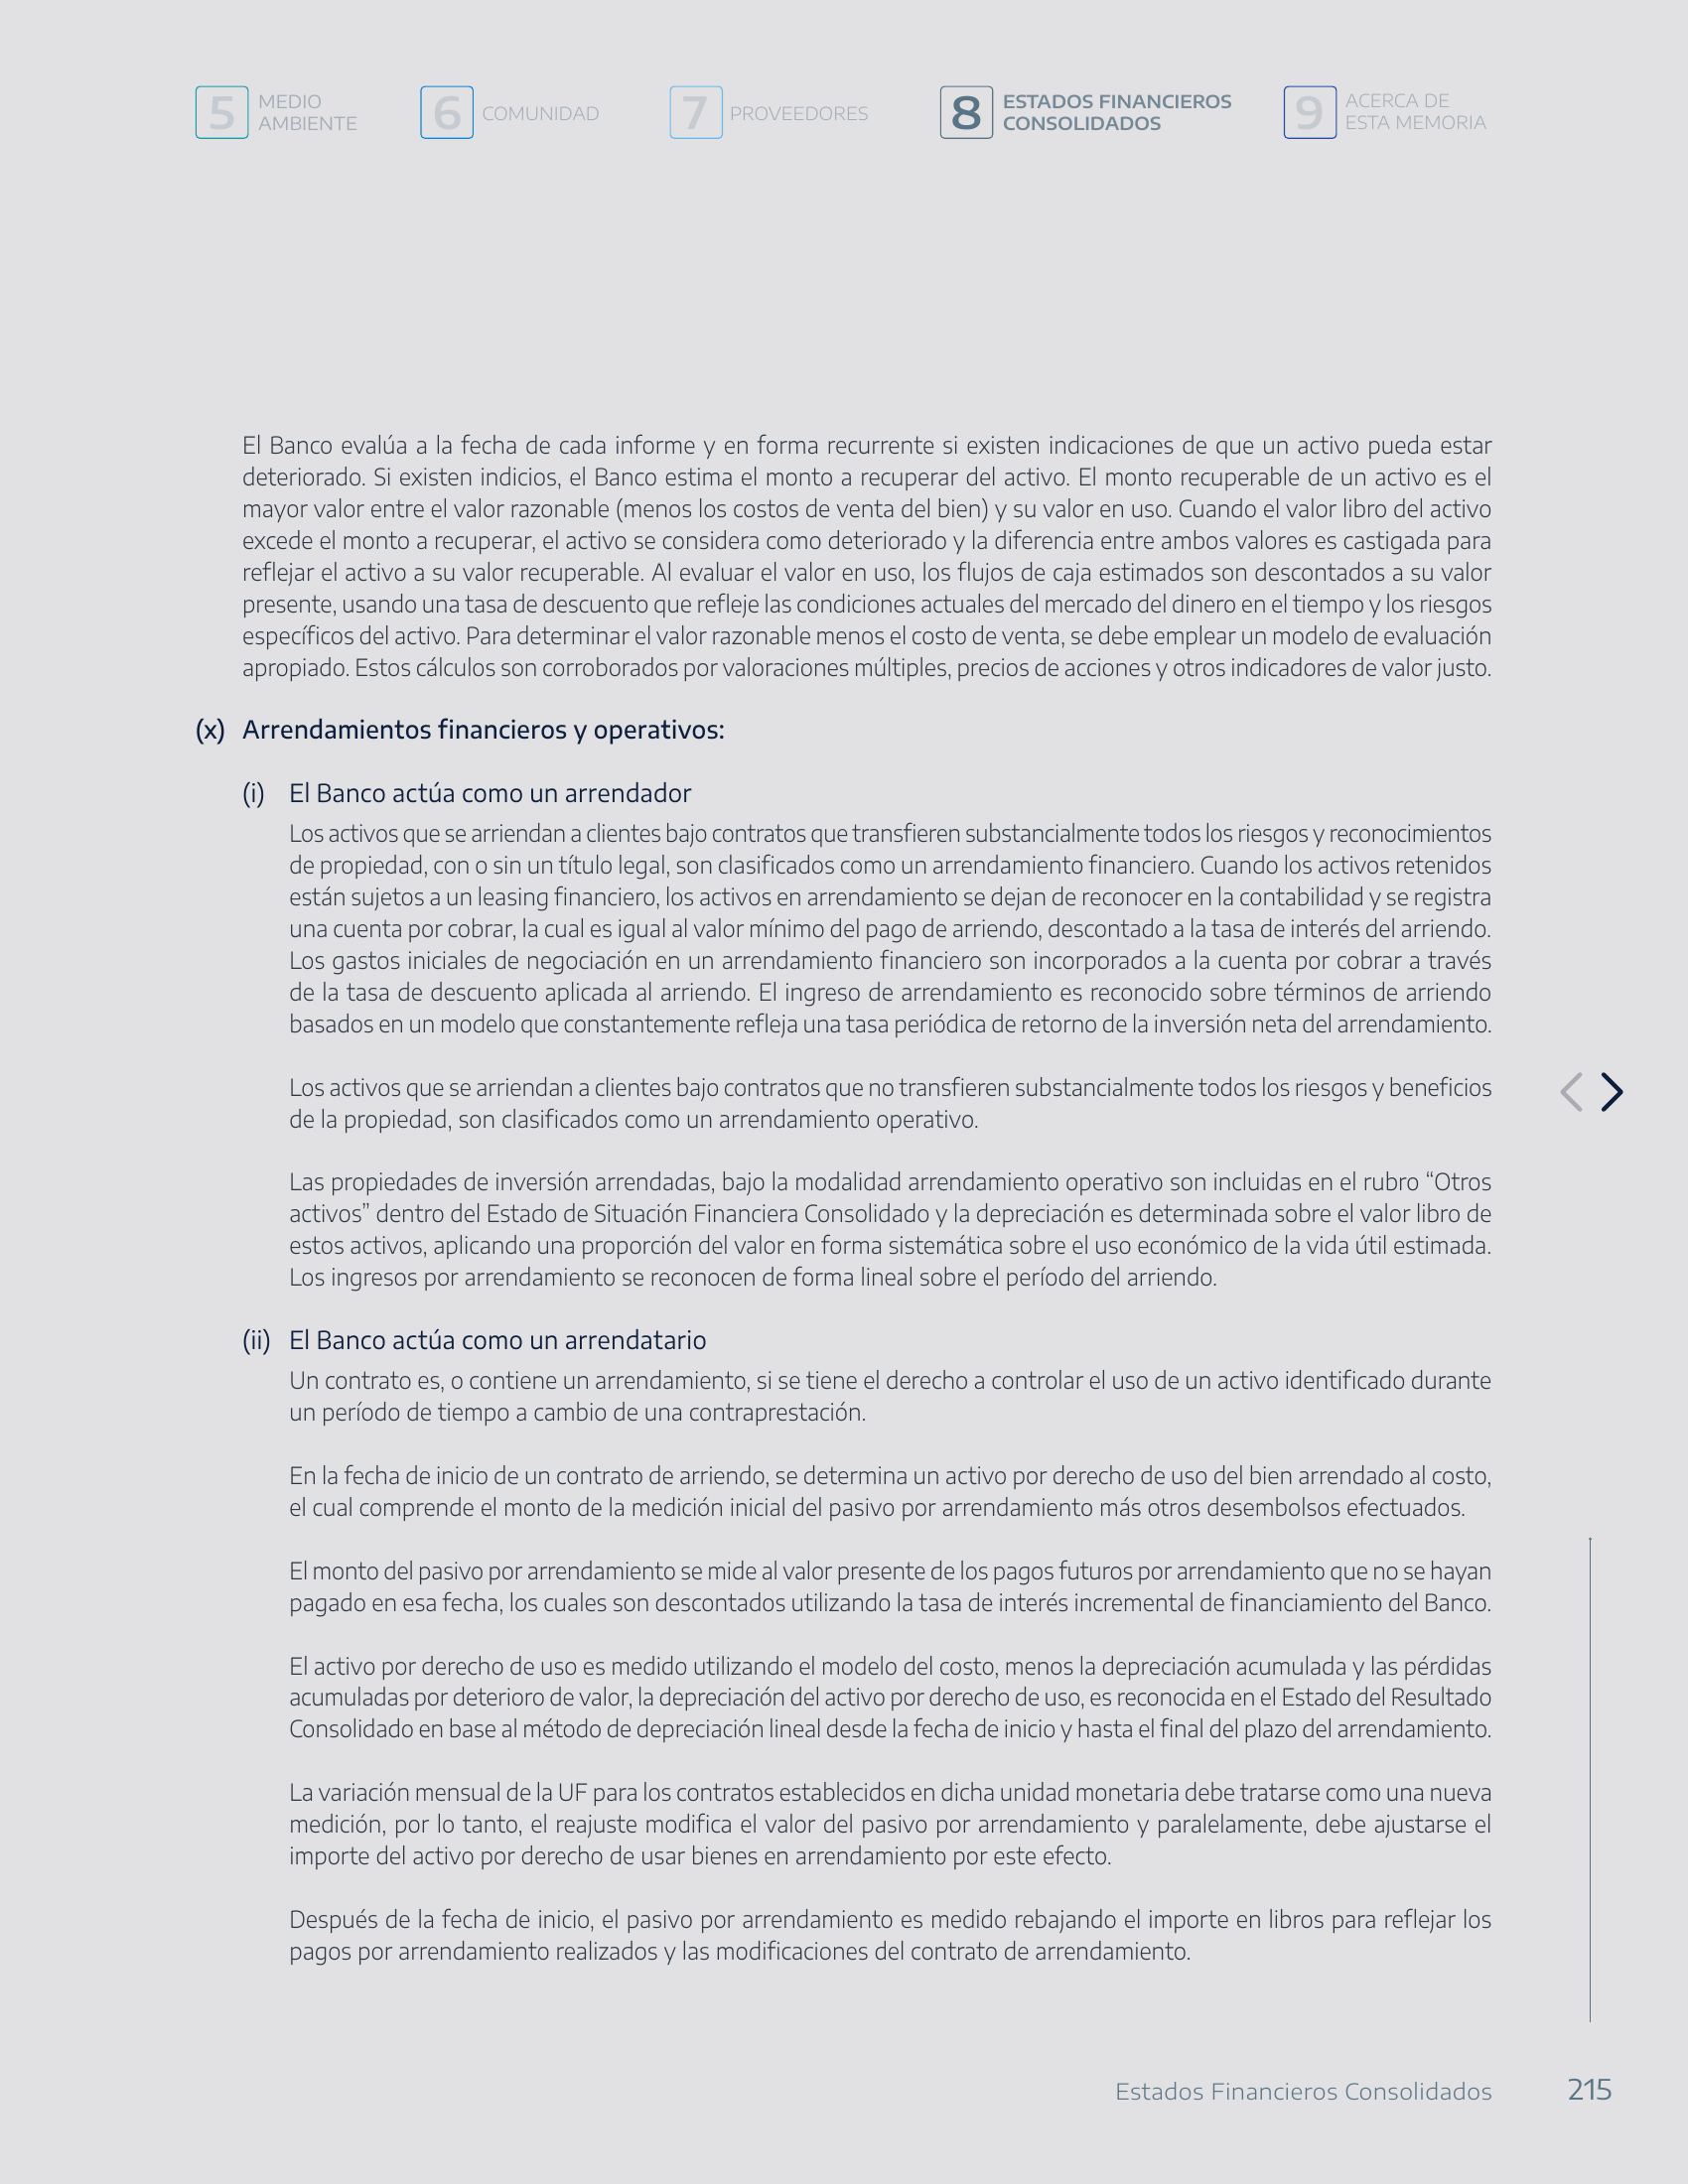 5 MEDIO AMBIENTE
6 COMUNIDAD
7 PROVEEDORES
8 ESTADOS FINANCIEROS CONSOLIDADOS
9 ACERCA DE ESTA MEMORIA
El Banco evalúa a la fecha de cada informe y en forma recurrente si existen indicaciones de que un activo pueda estar
deteriorado. Si existen indicios, el Banco estima el monto a recuperar del activo. El monto recuperable de un activo es el
mayor valor entre el valor razonable (menos los costos de venta del bien) y su valor en uso. Cuando el valor libro del activo
excede el monto a recuperar, el activo se considera como deteriorado y la diferencia entre ambos valores es castigada para
reflejar el activo a su valor recuperable. Al evaluar el valor en uso, los flujos de caja estimados son descontados a su valor
presente, usando una tasa de descuento que refleje las condiciones actuales del mercado del dinero en el tiempo y los riesgos
específicos del activo. Para determinar el valor razonable menos el costo de venta, se debe emplear un modelo de evaluación
apropiado. Estos cálculos son corroborados por valoraciones múltiples, precios de acciones y otros indicadores de valor justo.
(x) Arrendamientos financieros y operativos:
(i) El Banco actúa como un arrendador
Los activos que se arriendan a clientes bajo contratos que transfieren substancialmente todos los riesgos y reconocimientos
de propiedad, con o sin un título legal, son clasificados como un arrendamiento financiero. Cuando los activos retenidos
están sujetos a un leasing financiero, los activos en arrendamiento se dejan de reconocer en la contabilidad y se registra
una cuenta por cobrar, la cual es igual al valor mínimo del pago de arriendo, descontado a la tasa de interés del arriendo.
Los gastos iniciales de negociación en un arrendamiento financiero son incorporados a la cuenta por cobrar a través
de la tasa de descuento aplicada al arriendo. El ingreso de arrendamiento es reconocido sobre términos de arriendo
basados en un modelo que constantemente refleja una tasa periódica de retorno de la inversión neta del arrendamiento.
Los activos que se arriendan a clientes bajo contratos que no transfieren substancialmente todos los riesgos y beneficios
de la propiedad, son clasificados como un arrendamiento operativo.
Las propiedades de inversión arrendadas, bajo la modalidad arrendamiento operativo son incluidas en el rubro “Otros
activos” dentro del Estado de Situación Financiera Consolidado y la depreciación es determinada sobre el valor libro de
estos activos, aplicando una proporción del valor en forma sistemática sobre el uso económico de la vida útil estimada.
Los ingresos por arrendamiento se reconocen de forma lineal sobre el período del arriendo.
(ii) El Banco actúa como un arrendatario
Un contrato es, o contiene un arrendamiento, si se tiene el derecho a controlar el uso de un activo identificado durante
un período de tiempo a cambio de una contraprestación.
En la fecha de inicio de un contrato de arriendo, se determina un activo por derecho de uso del bien arrendado al costo,
el cual comprende el monto de la medición inicial del pasivo por arrendamiento más otros desembolsos efectuados.
El monto del pasivo por arrendamiento se mide al valor presente de los pagos futuros por arrendamiento que no se hayan
pagado en esa fecha, los cuales son descontados utilizando la tasa de interés incremental de financiamiento del Banco.
El activo por derecho de uso es medido utilizando el modelo del costo, menos la depreciación acumulada y las pérdidas
acumuladas por deterioro de valor, la depreciación del activo por derecho de uso, es reconocida en el Estado del Resultado
Consolidado en base al método de depreciación lineal desde la fecha de inicio y hasta el final del plazo del arrendamiento.
La variación mensual de la UF para los contratos establecidos en dicha unidad monetaria debe tratarse como una nueva
medición, por lo tanto, el reajuste modifica el valor del pasivo por arrendamiento y paralelamente, debe ajustarse el
importe del activo por derecho de usar bienes en arrendamiento por este efecto.
Después de la fecha de inicio, el pasivo por arrendamiento es medido rebajando el importe en libros para reflejar los
pagos por arrendamiento realizados y las modificaciones del contrato de arrendamiento.
Estados Financieros Consolidados 215